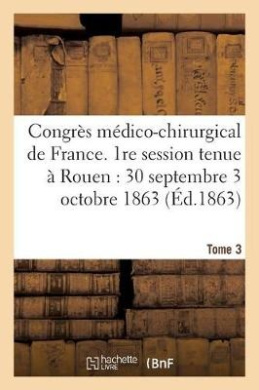 Congrès médico-chirurgical de
France. 1re session tenue
à Rouen : 30 septembre 3
octobre 1863 (Éd.1863)
Tome 3
hachette
LIVRE
{BnF